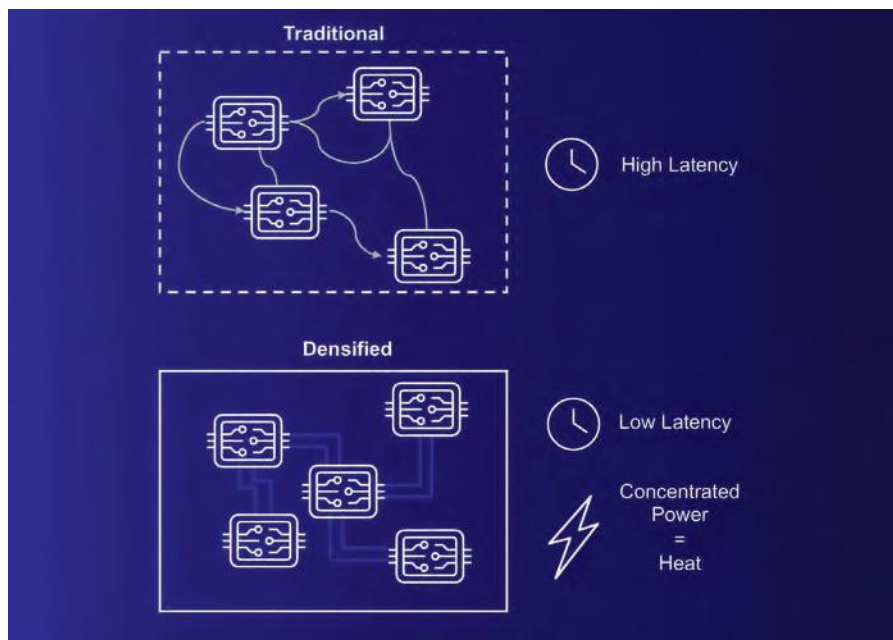 Traditional
High Latency
Densified
Low Latency
Concentrated
Power
=
Heat